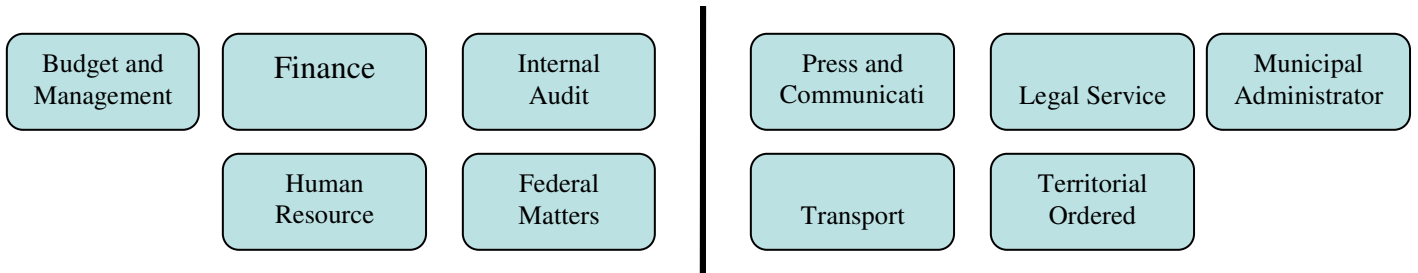 Budget and
Management
Finance
Internal
Audit
Press and
Communicati
Legal Service
Municipal
Administrator
Human
Resource
Federal
Matters
Transport
Territorial
Ordered